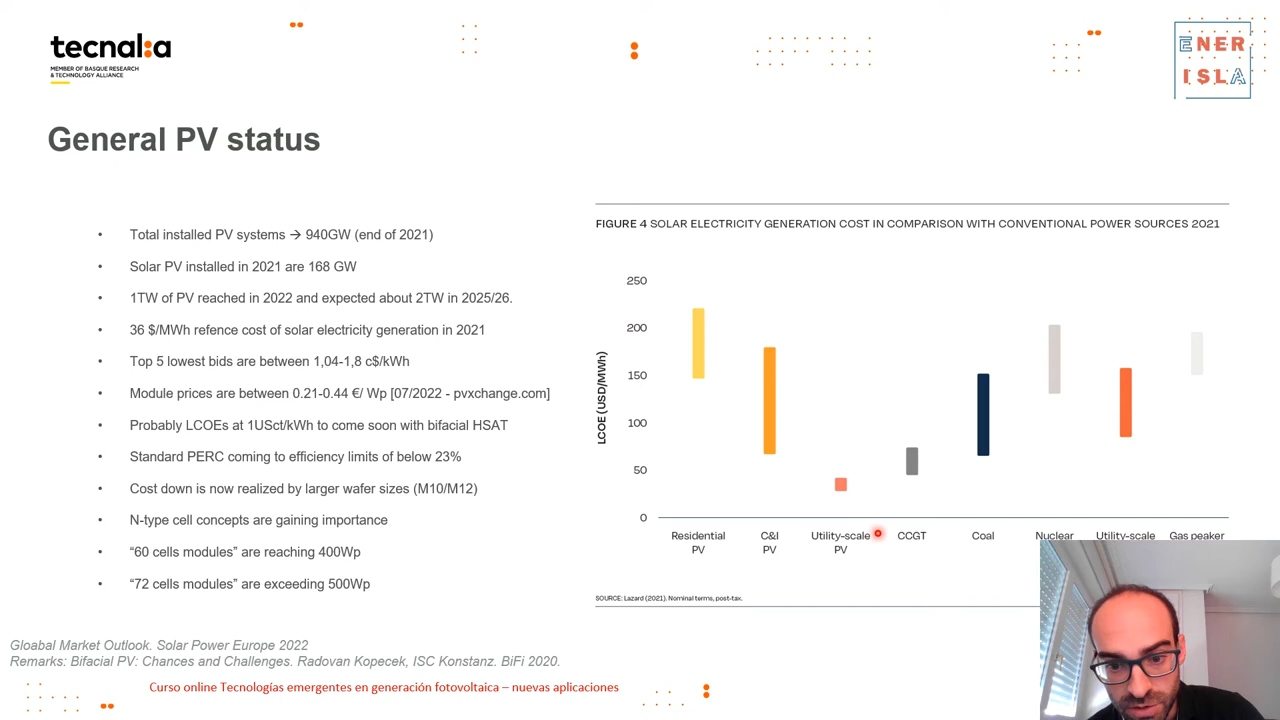 tecnal:a
MEMBER OF BASQUE RESEARCH
& TECHNOLOGY ALLIANCE
ENER
ISLA
General PV status
• Total installed PV systems → 940GW (end of 2021)
• Solar PV installed in 2021 are 168 GW
• 1TW of PV reached in 2022 and expected about 2TW in 2025/26.
• 36 $/MWh refence cost of solar electricity generation in 2021
• Top 5 lowest bids are between 1,04-1,8 c$/kWh
• Module prices are between 0.21-0.44 €/ Wp [07/2022 - pvxchange.com]
• Probably LCOEs at 1USct/kWh to come soon with bifacial HSAT
• Standard PERC coming to efficiency limits of below 23%
• Cost down is now realized by larger wafer sizes (M10/M12)
• N-type cell concepts are gaining importance
• “60 cells modules” are reaching 400Wp
• “72 cells modules” are exceeding 500Wp
FIGURE 4 SOLAR ELECTRICITY GENERATION COST IN COMPARISON WITH CONVENTIONAL POWER SOURCES 2021
LCOE (USD/MWh)
250
200
150
100
50
0
Residential PV
C&I PV
Utility-scale PV
CCGT
Coal
Nuclear
Utility-scale
Gas peaker
SOURCE: Lazard (2021). Nominal terms, post-tax.
Gloabal Market Outlook. Solar Power Europe 2022
Remarks: Bifacial PV: Chances and Challenges. Radovan Kopecek, ISC Konstanz. BiFi 2020.
Curso online Tecnologías emergentes en generación fotovoltaica – nuevas aplicaciones